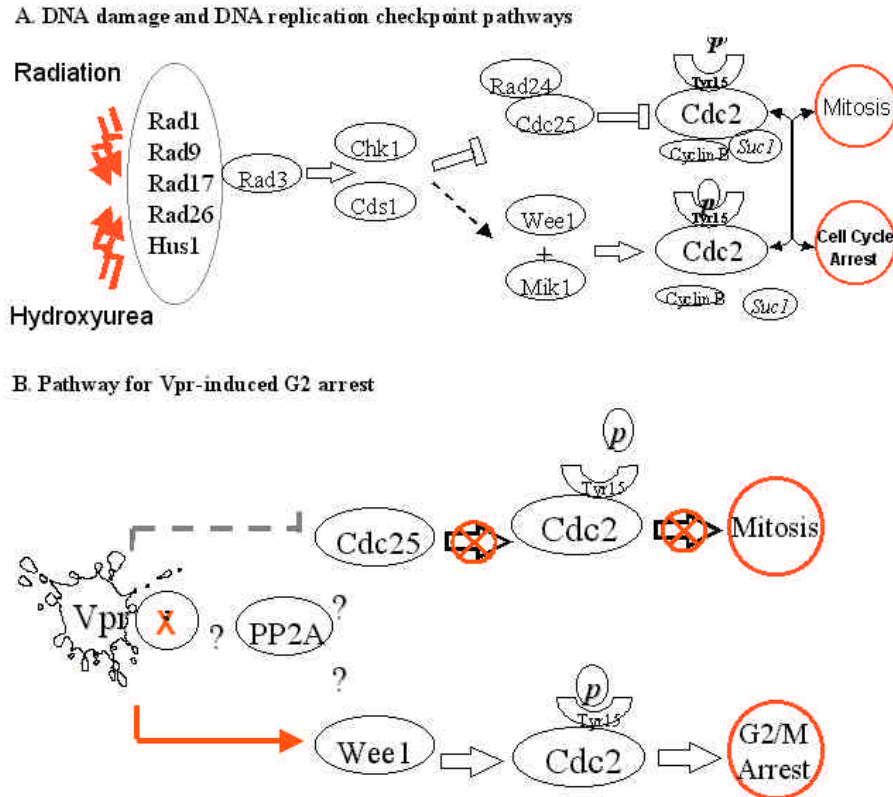 A. DNA damage and DNA replication checkpoint pathways
Radiation
Rad1
Rad9
Rad17
Rad26
Hus1
Hydroxyurea
Rad3
Chk1
Cds1
Rad24
Cdc25
Wee1
+
Mik1
p
Tyr15
Cdc2
Cyclin B
Suc1
Mitosis
p
Tyr15
Cdc2
Cyclin B
Suc1
Cell Cycle
Arrest
B. Pathway for Vpr-induced G2 arrest
p
Tyr15
Cdc25
Cdc2
Mitosis
Vpr
X
?
PP2A
?
?
p
Tyr15
Wee1
Cdc2
G2/M
Arrest